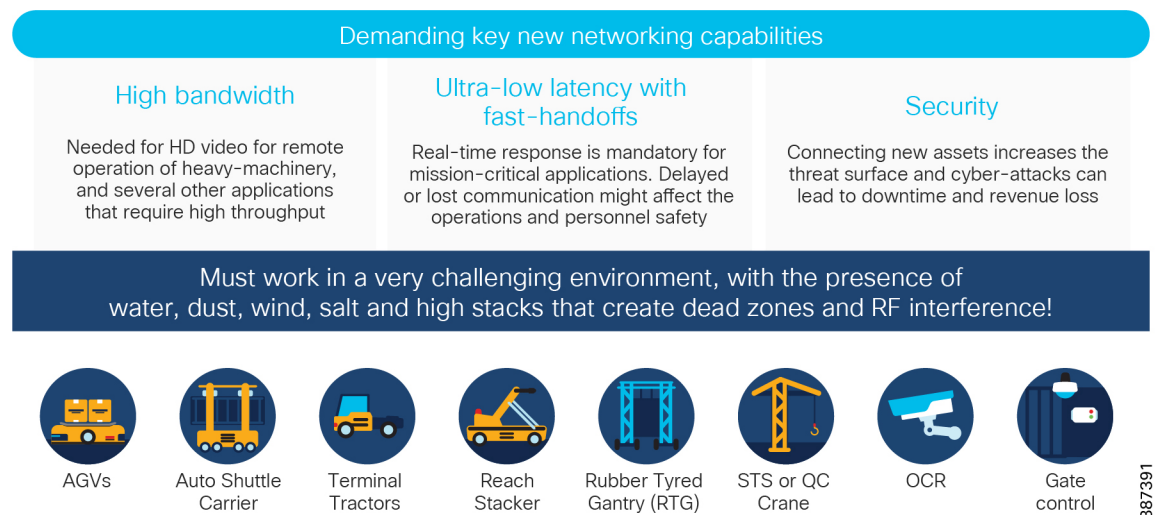 Demanding key new networking capabilities
High bandwidth
Needed for HD video for remote
operation of heavy-machinery,
and several other applications
that require high throughput
Ultra-low latency with
fast-handoffs
Real-time response is mandatory for
mission-critical applications. Delayed
or lost communication might affect the
operations and personnel safety
Security
Connecting new assets increases the
threat surface and cyber-attacks can
lead to downtime and revenue loss
Must work in a very challenging environment, with the presence of
water, dust, wind, salt and high stacks that create dead zones and RF interference!
AGVs
Auto Shuttle
Carrier
Terminal
Tractors
Reach
Stacker
Rubber Tyred
Gantry (RTG)
STS or QC
Crane
OCR
Gate
control
387391